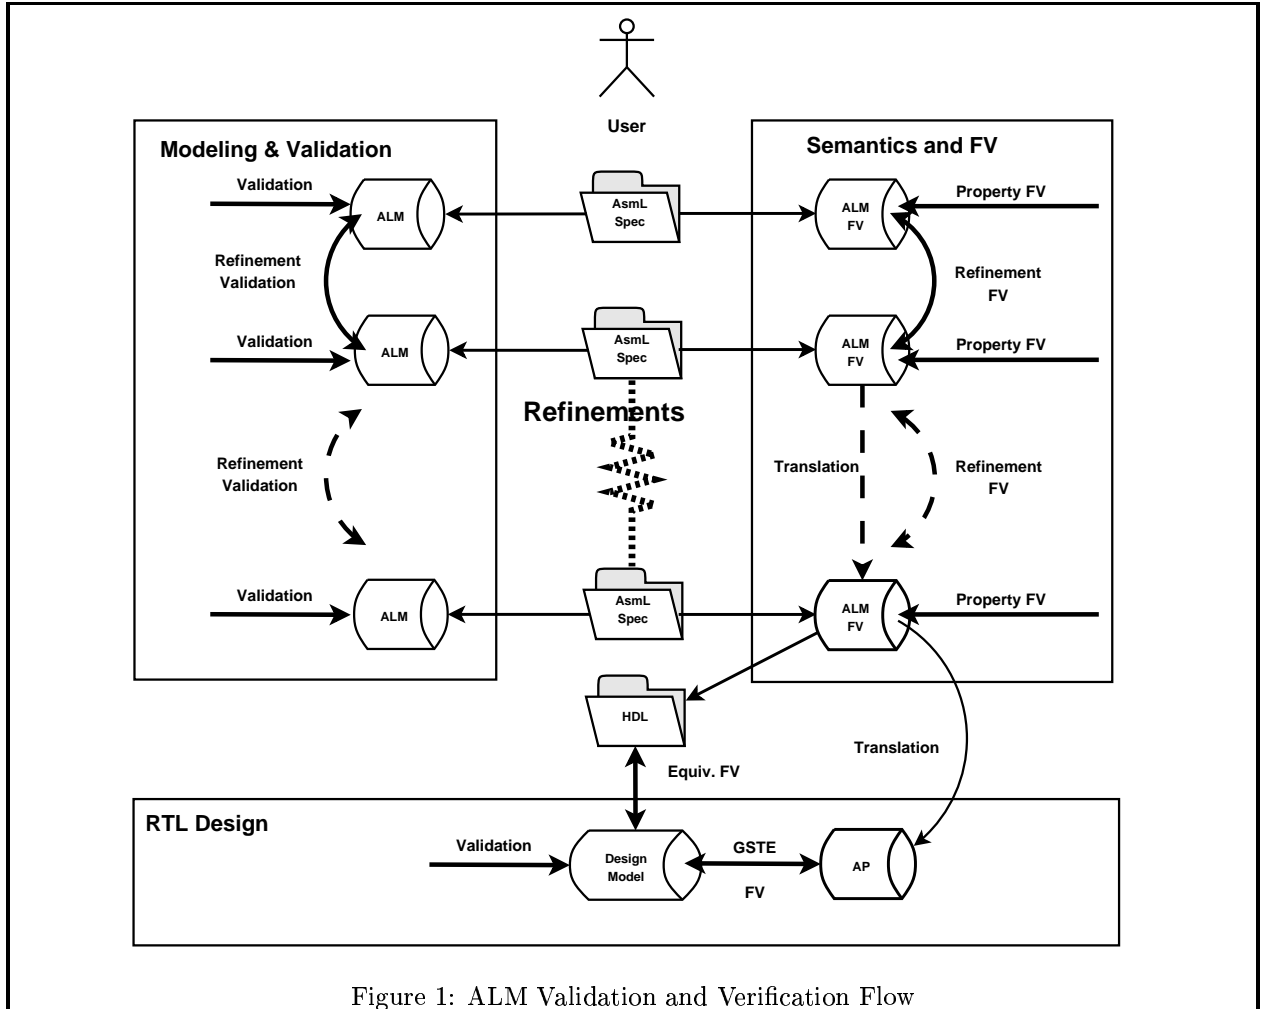 User
Modeling & Validation
Semantics and FV
Validation
ALM
AsmL
Spec
ALM
FV
Property FV
Refinement
Validation
Refinement
FV
Validation
ALM
AsmL
Spec
ALM
FV
Property FV
Refinements
Refinement
Validation
Translation
Refinement
FV
Validation
ALM
AsmL
Spec
ALM
FV
Property FV
HDL
Equiv. FV
Translation
RTL Design
Validation
Design
Model
GSTE
FV
AP
Figure 1: ALM Validation and Verification Flow